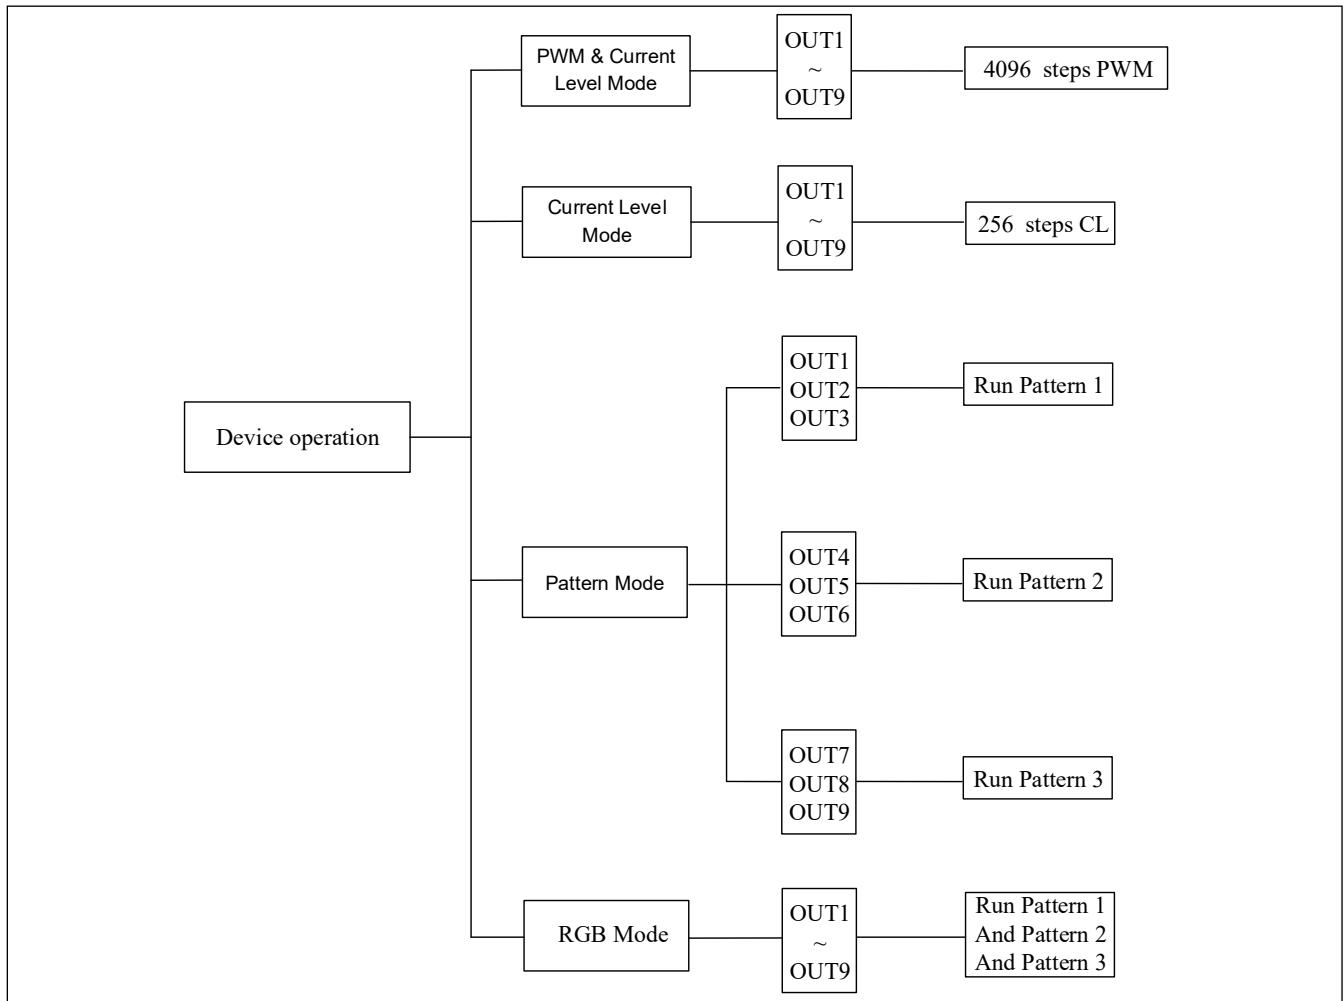 PWM & Current
Level Mode
OUT1
~
OUT9
4096 steps PWM
Current Level
Mode
OUT1
~
OUT9
256 steps CL
Device operation
Pattern Mode
OUT1
OUT2
OUT3
Run Pattern 1
OUT4
OUT5
OUT6
Run Pattern 2
OUT7
OUT8
OUT9
Run Pattern 3
RGB Mode
OUT1
~
OUT9
Run Pattern 1
And Pattern 2
And Pattern 3